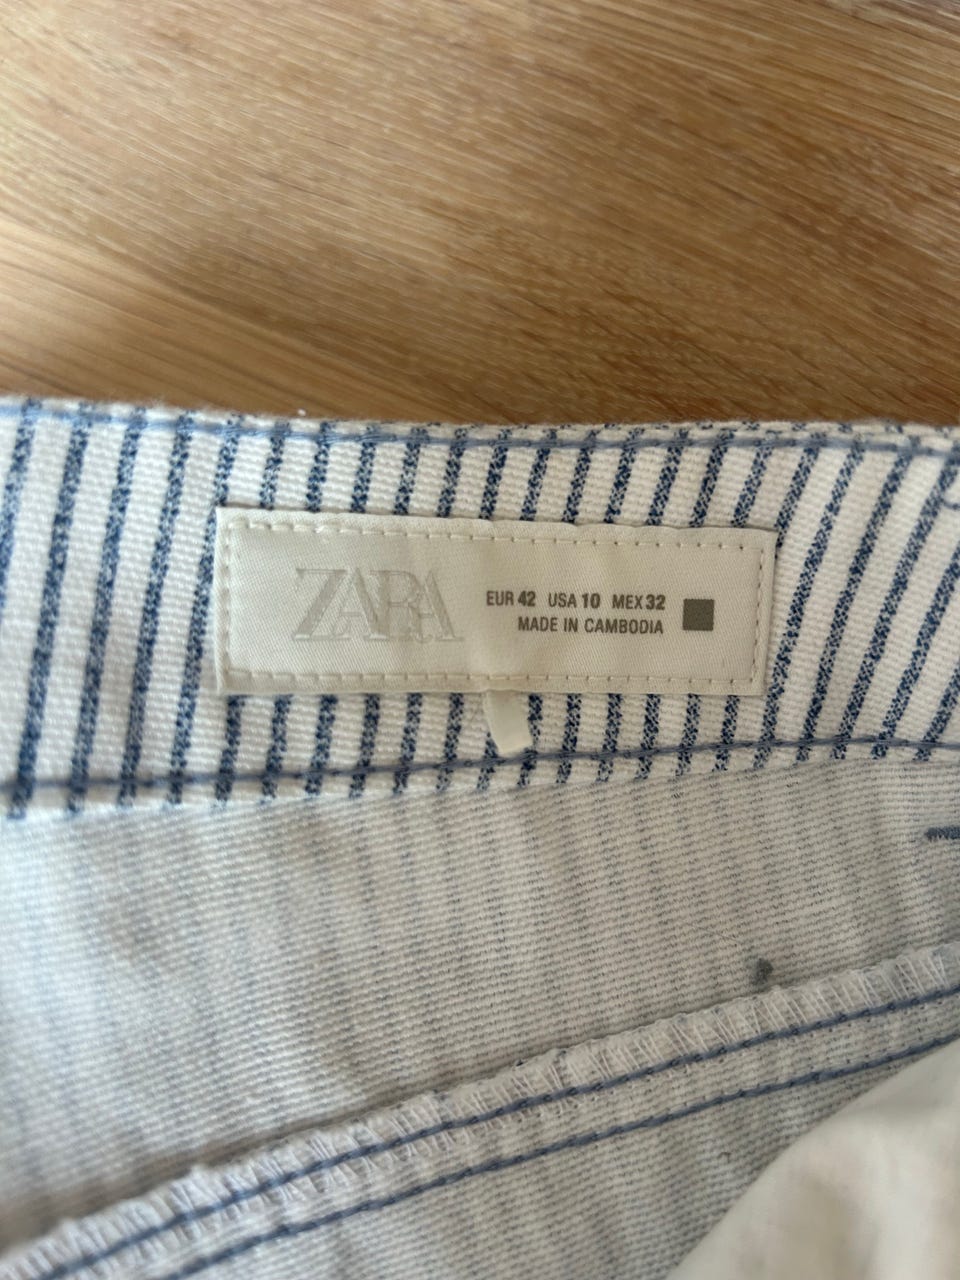 ZARA
EUR 42 USA 10 MEX 32
MADE IN CAMBODIA